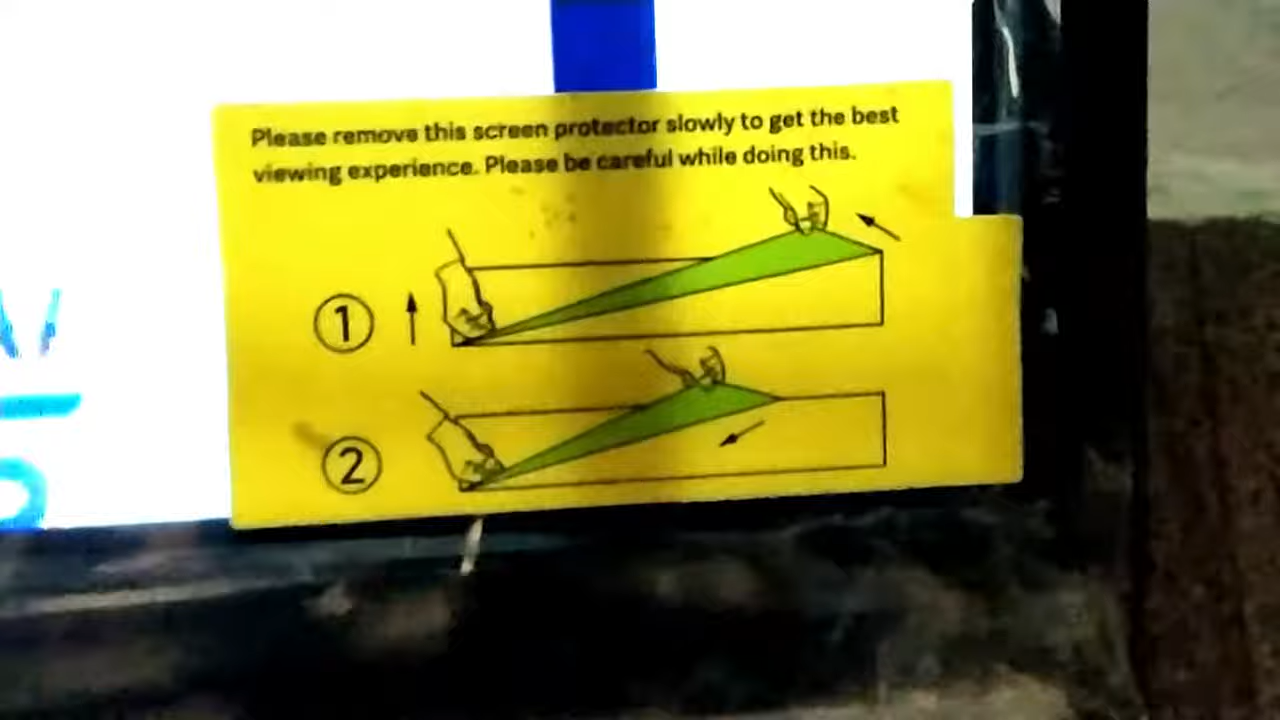 Please remove this screen protector slowly to get the best
viewing experience. Please be careful while doing this.
1
2